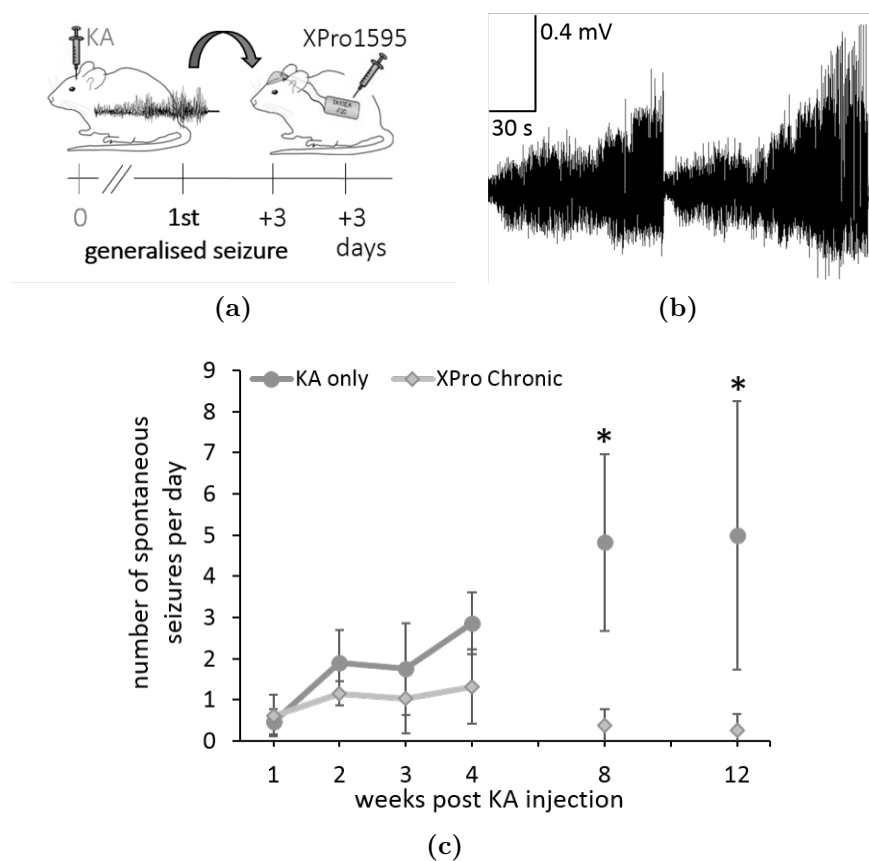 KA
XPro1595
0
1st
+3
+3
generalised seizure
days
(a)
0.4 mV
30 s
(b)
KA only
XPro Chronic
9
8
7
6
5
4
3
2
1
0
number of spontaneous
seizures per day
*
*
1 2 3 4 8 12
weeks post KA injection
(c)